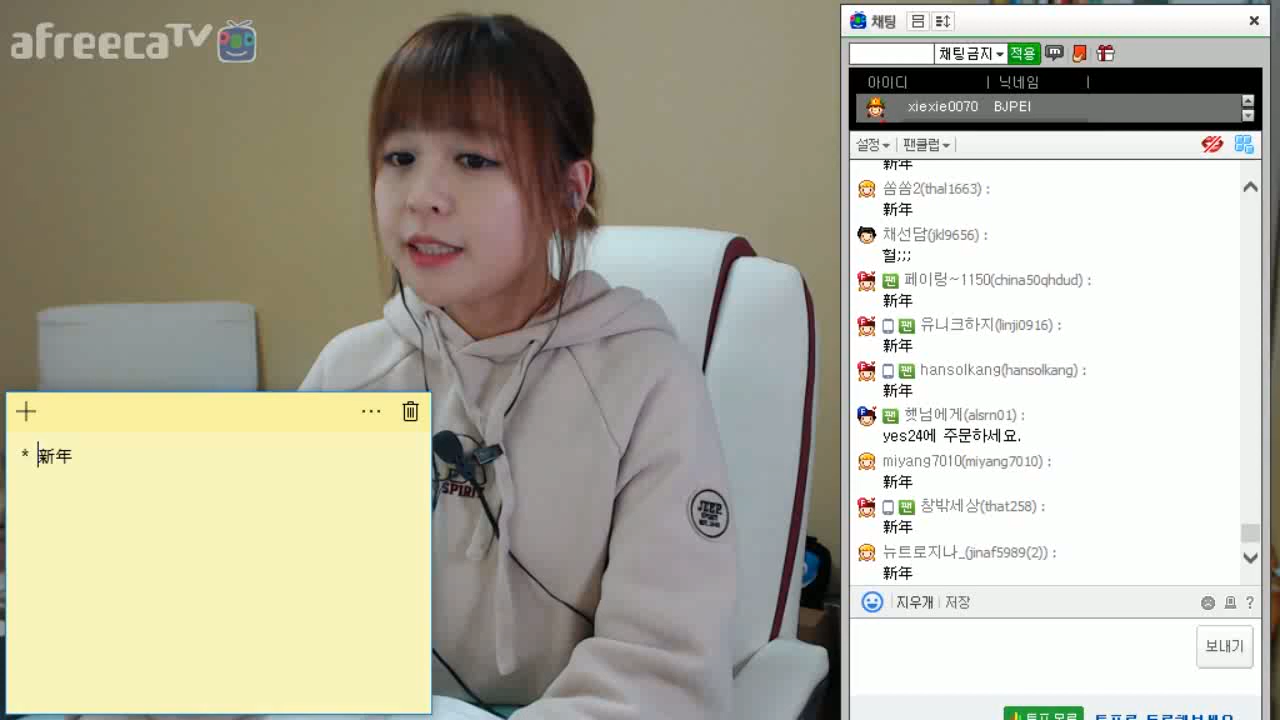 afreecaTV
채팅
채팅금지 적용
아이디 | 닉네임 |
xiexie0070 BJPEI
설정 | 팬클럽 |
新年
쏨쏨2(thal1663) :
新年
채선담(jkl9656) :
헐;;;
팬 페이렁~1150(china50qhdud) :
新年
팬 유니크하지(linji0916) :
新年
팬 hansolkang(hansolkang) :
新年
팬 햇님에게(alsrn01) :
yes24에 주문하세요.
miyang7010(miyang7010) :
新年
팬 창밖세상(that258) :
新年
뉴트로지나_(jinaf5989(2)) :
新年
지우개 | 저장
?
보내기
* 新年
SPIRIT
JEEP
SPIRIT